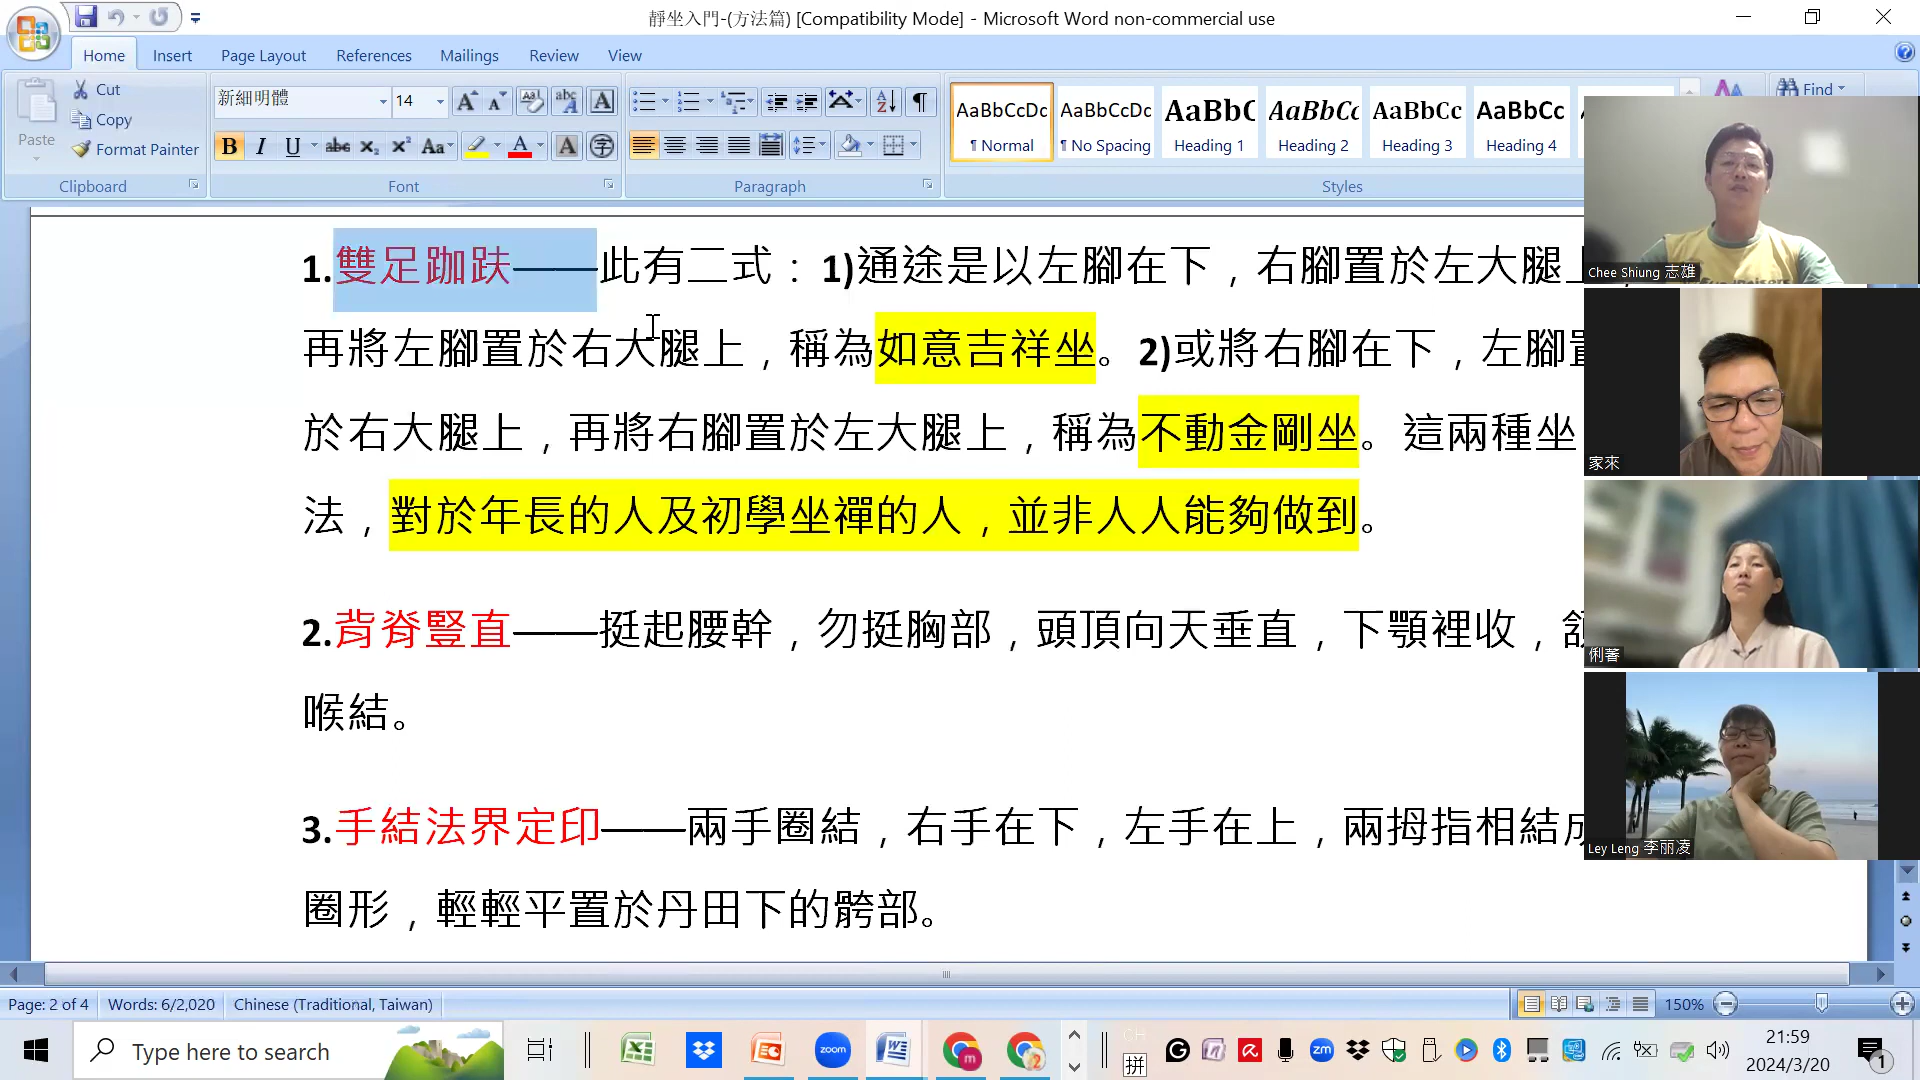 靜坐入門-(方法篇) [Compatibility Mode] - Microsoft Word non-commercial use
Home Insert Page Layout References Mailings Review View
Paste
Cut
Copy
Format Painter
Clipboard
新細明體 14
B I U abc x₂ x² Aa A A
Font
Paragraph
AaBbCcDc AaBbCcDc AaBbC AaBbCc AaBbCc AaBbCc
¶ Normal ¶ No Spacing Heading 1 Heading 2 Heading 3 Heading 4
Styles
Find
1.雙足跏趺——此有二式：1)通途是以左腳在下，右腳置於左大腿上，
再將左腳置於右大腿上，稱為如意吉祥坐。2)或將右腳在下，左腳置
於右大腿上，再將右腳置於左大腿上，稱為不動金剛坐。這兩種坐
法，對於年長的人及初學坐禪的人，並非人人能夠做到。
2.背脊豎直——挺起腰幹，勿挺胸部，頭頂向天垂直，下顎裡收，
喉結。
3.手結法界定印——兩手圈結，右手在下，左手在上，兩拇指相結成
圈形，輕輕平置於丹田下的胯部。
Chee Shiung 志雄
家來
俐蓍
Ley Leng 李丽凌
Page: 2 of 4 Words: 6/2,020 Chinese (Traditional, Taiwan) 150%
Type here to search
zoom
zm
拼
21:59
2024/3/20
1